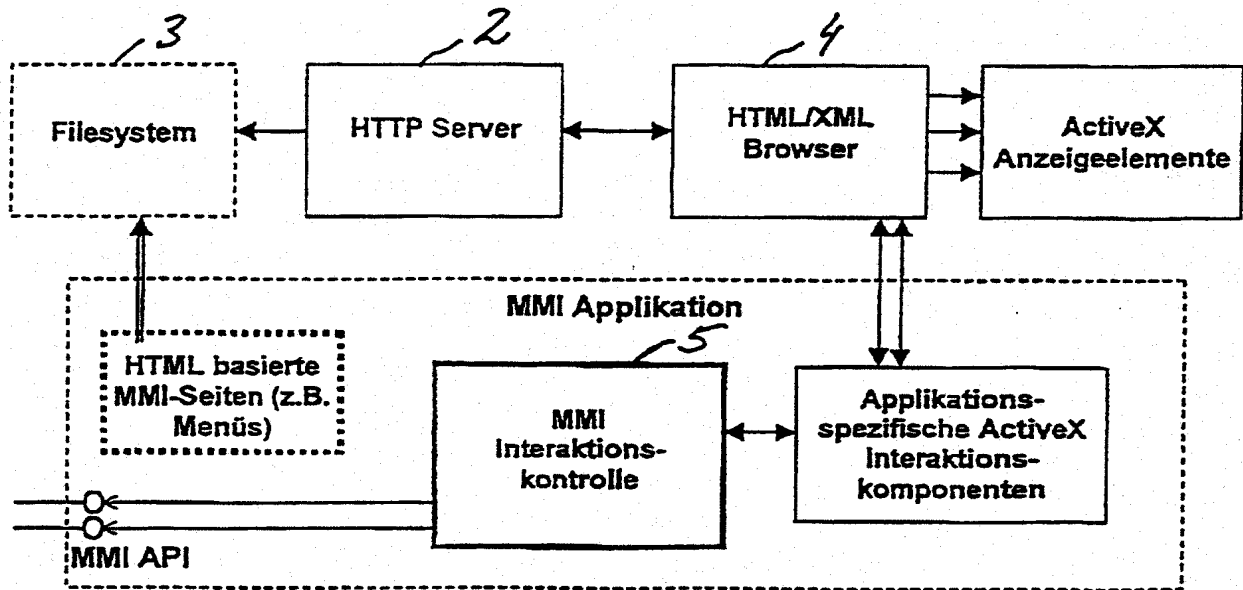 3
2
4
Filesystem
HTTP Server
HTML/XML
Browser
ActiveX
Anzeigeelemente
MMI Applikation
HTML basierte
MMI-Seiten (z.B.
Menüs)
5
MMI
Interaktions-
kontrolle
Applikations-
spezifische ActiveX
Interaktions-
komponenten
MMI API